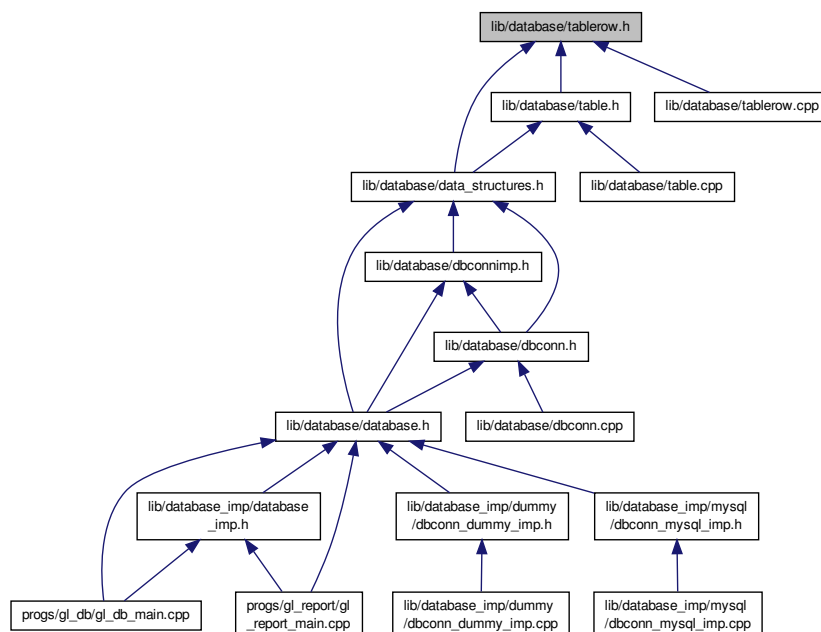 lib/database/tablerow.h
lib/database/table.h
lib/database/tablerow.cpp
lib/database/data_structures.h
lib/database/table.cpp
lib/database/dbconnimp.h
lib/database/dbconn.h
lib/database/database.h
lib/database/dbconn.cpp
lib/database_imp/database
_imp.h
lib/database_imp/dummy
/dbconn_dummy_imp.h
lib/database_imp/mysql
/dbconn_mysql_imp.h
progs/gl_db/gl_db_main.cpp
progs/gl_report/gl
_report_main.cpp
lib/database_imp/dummy
/dbconn_dummy_imp.cpp
lib/database_imp/mysql
/dbconn_mysql_imp.cpp